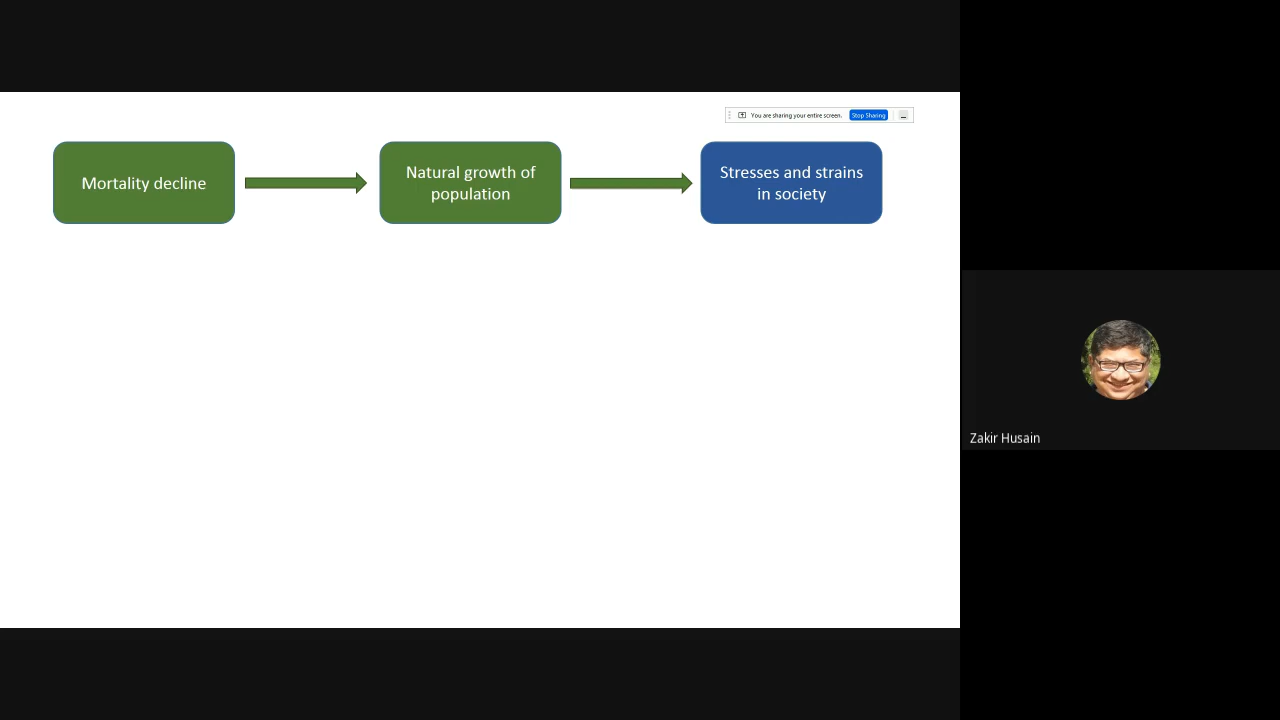 You are sharing your entire screen. Stop Sharing
Mortality decline
Natural growth of
population
Stresses and strains
in society
Zakir Husain